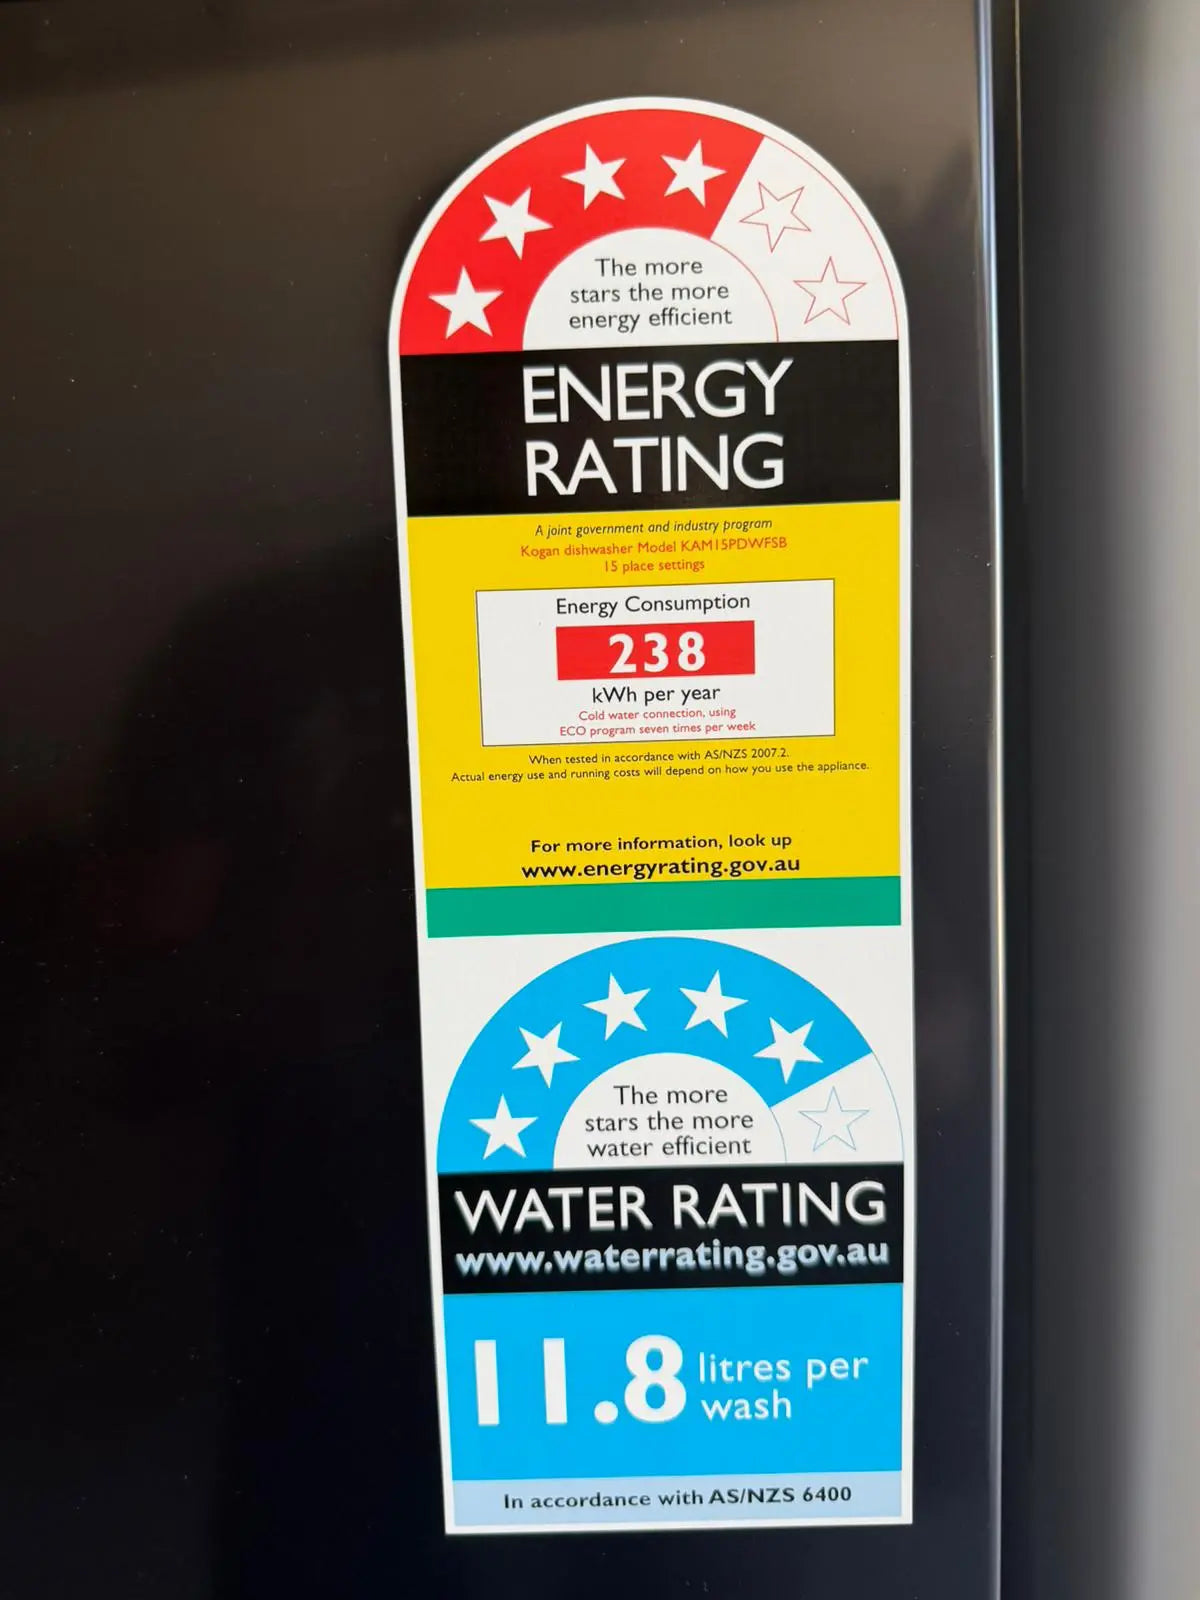 The more
stars the more
energy efficient
ENERGY
RATING
A joint government and industry program
Kogan dishwasher Model KAM15PDWFSB
15 place settings
Energy Consumption
238
kWh per year
Cold water connection, using
ECO program seven times per week
When tested in accordance with AS/NZS 2007.2.
Actual energy use and running costs will depend on how you use the appliance.
For more information, look up
www.energyrating.gov.au
The more
stars the more
water efficient
WATER RATING
www.waterrating.gov.au
11.8 litres per
wash
In accordance with AS/NZS 6400